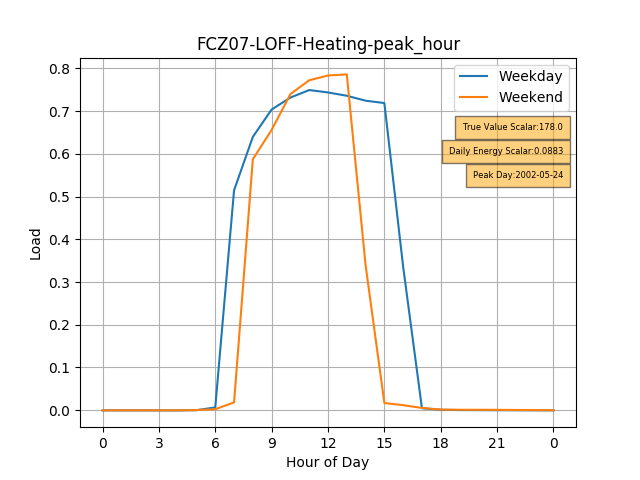 FCZ07-LOFF-Heating-peak_hour
Weekday
Weekend
True Value Scalar:178.0
Daily Energy Scalar:0.0883
Peak Day:2002-05-24
0.8
0.7
0.6
0.5
0.4
0.3
0.2
0.1
0.0
Load
0 3 6 9 12 15 18 21 0
Hour of Day